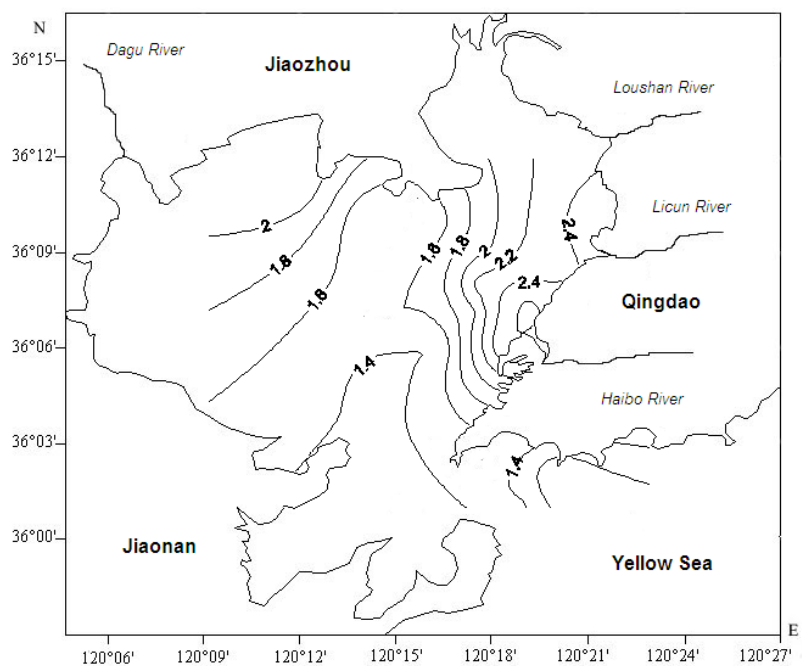 N
Dagu River
36°15'
Jiaozhou
Loushan River
36°12'
Licun River
2
2.4
36°09'
1.8
1.8
1.8
2
2.2
2.4
1.8
Qingdao
36°06'
1.4
Haibo River
36°03'
1.4
36°00'
Jiaonan
Yellow Sea
E
120°06'
120°09'
120°12'
120°15'
120°18'
120°21'
120°24'
120°27'